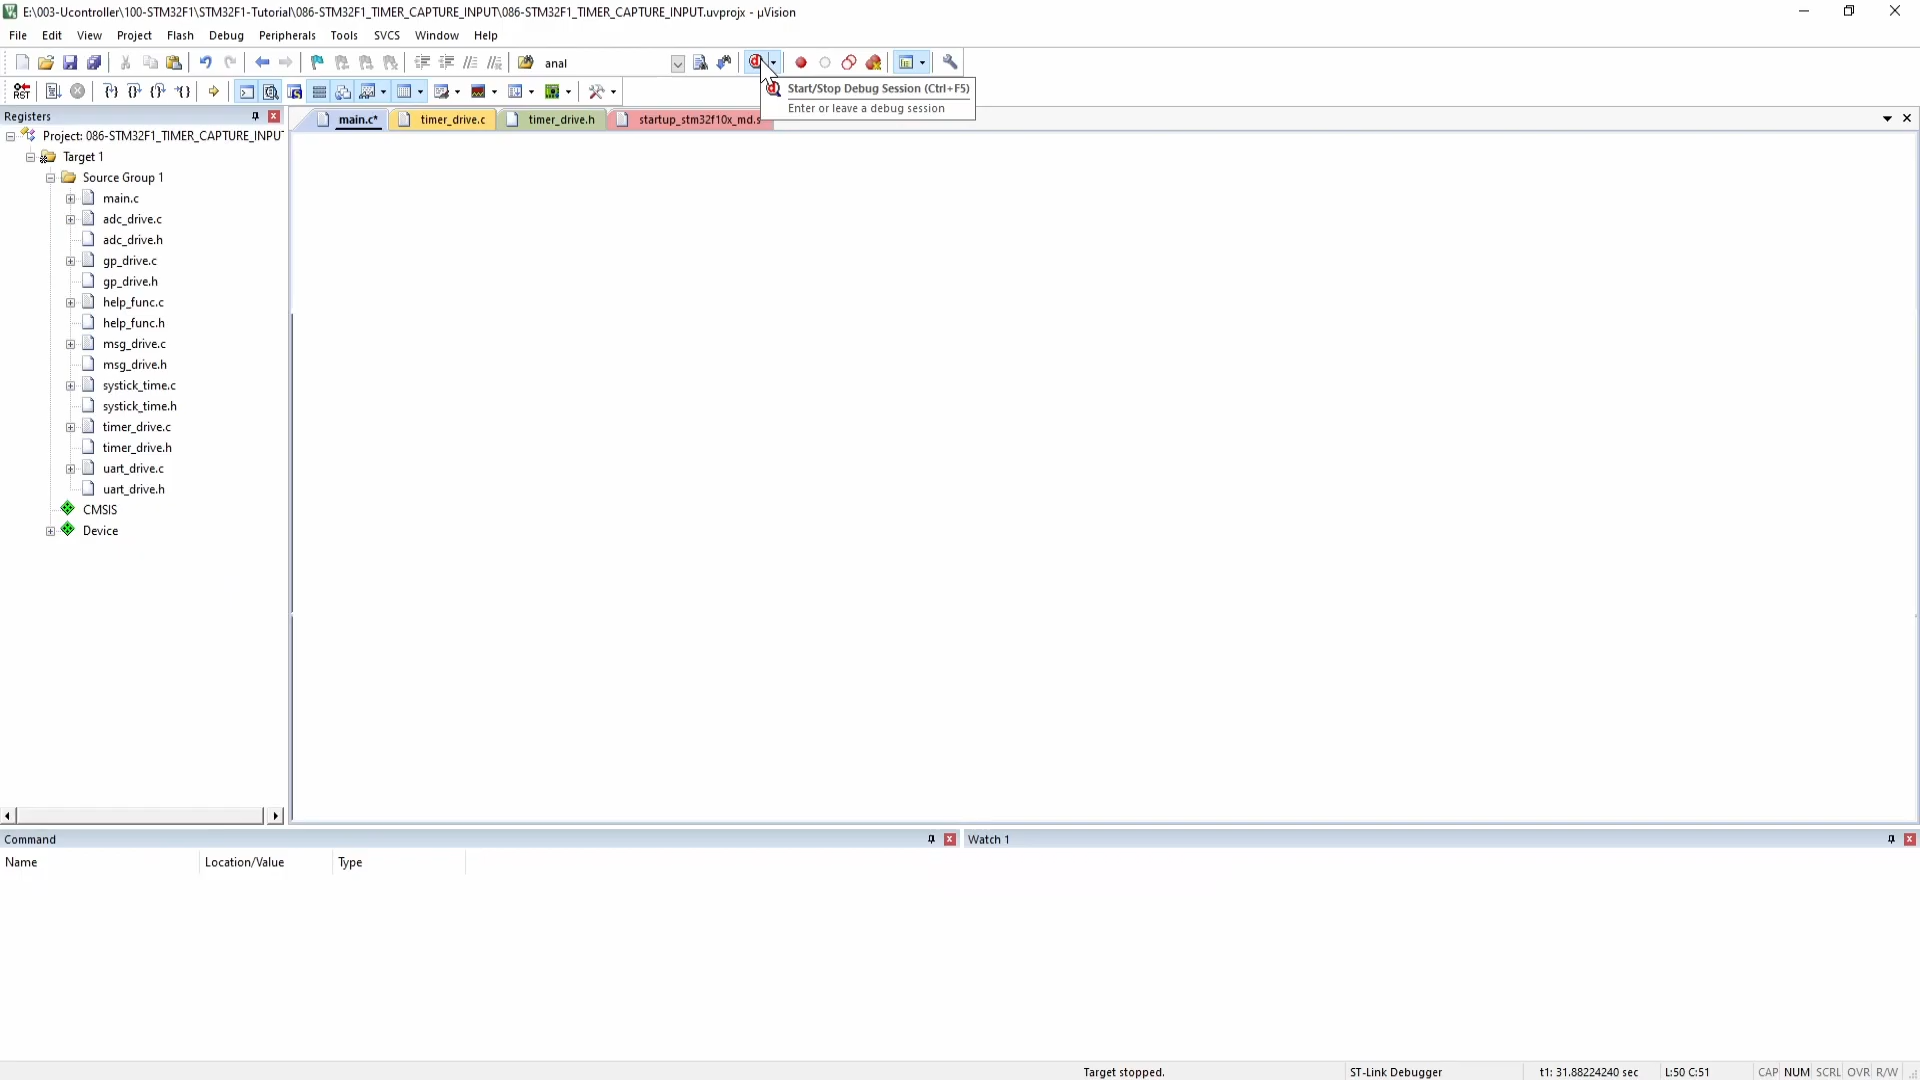 E:\003-Ucontroller\100-STM32F1\STM32F1-Tutorial\086-STM32F1_TIMER_CAPTURE_INPUT\086-STM32F1_TIMER_CAPTURE_INPUT.uvprojx - µVision
File Edit View Project Flash Debug Peripherals Tools SVCS Window Help
anal
RST
Start/Stop Debug Session (Ctrl+F5)
Enter or leave a debug session
Registers
main.c* timer_drive.c timer_drive.h startup_stm32f10x_md.s
Project: 086-STM32F1_TIMER_CAPTURE_INPUT
Target 1
Source Group 1
main.c
adc_drive.c
adc_drive.h
gp_drive.c
gp_drive.h
help_func.c
help_func.h
msg_drive.c
msg_drive.h
systick_time.c
systick_time.h
timer_drive.c
timer_drive.h
uart_drive.c
uart_drive.h
CMSIS
Device
Command
Watch 1
Name Location/Value Type
Target stopped. ST-Link Debugger t1: 31.88224240 sec L:50 C:51 CAP NUM SCRL OVR R/W